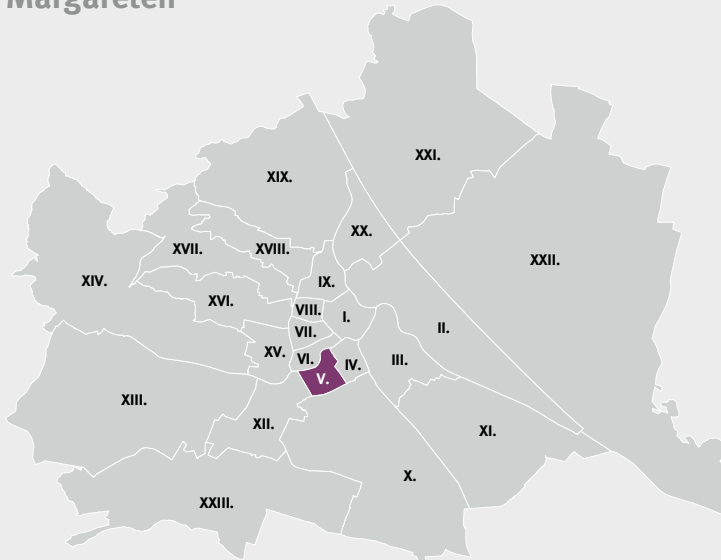 Margareten
XXI.
XIX.
XX.
XVII.
XVIII.
XXII.
XIV.
IX.
XVI.
VIII.
I.
II.
VII.
XV.
VI.
IV.
III.
V.
XIII.
XII.
XI.
X.
XXIII.